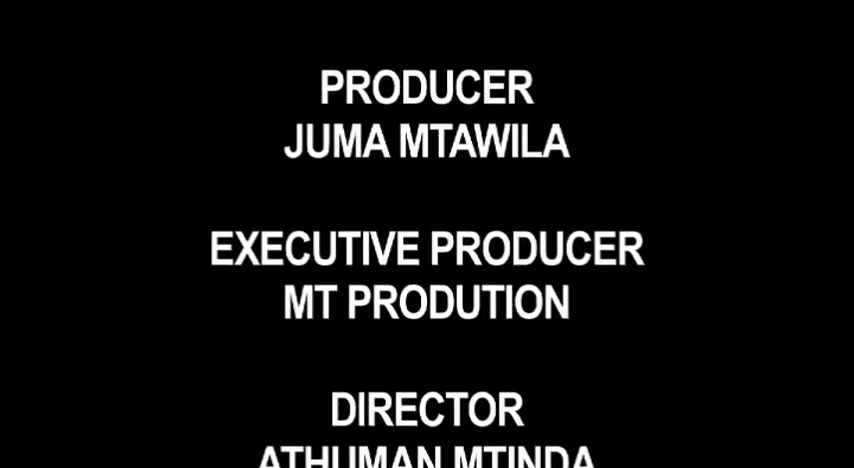 PRODUCER
JUMA MTAWILA
EXECUTIVE PRODUCER
MT PRODUTION
DIRECTOR
ATHUMAN MTINDA